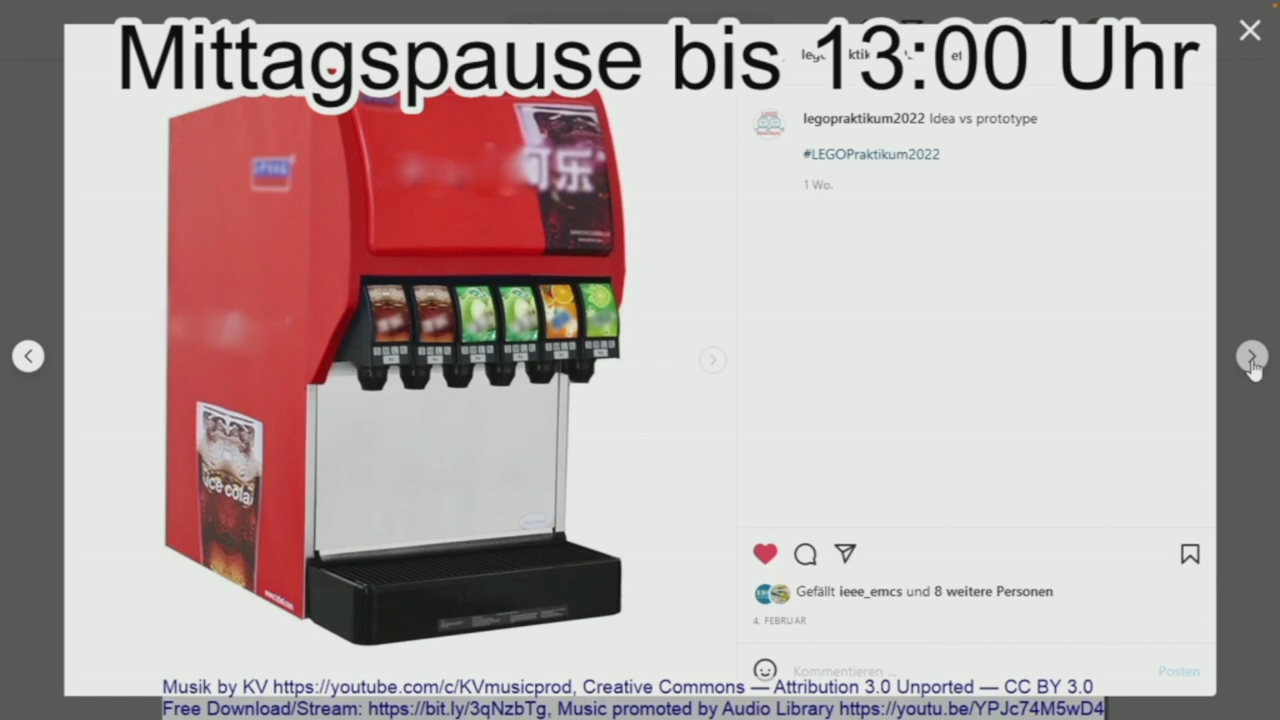 Mittagspause bis 13:00 Uhr
legopraktikum2022 Idea vs prototype
#LEGOPraktikum2022
1 Wo.
可乐
ice cola
Gefällt ieee_emcs und 8 weitere Personen
4. FEBRUAR
Kommentieren ...
Posten
Musik by KV https://youtube.com/c/KVmusicprod, Creative Commons — Attribution 3.0 Unported — CC BY 3.0
Free Download/Stream: https://bit.ly/3qNzbTg, Music promoted by Audio Library https://youtu.be/YPJc74M5wD4